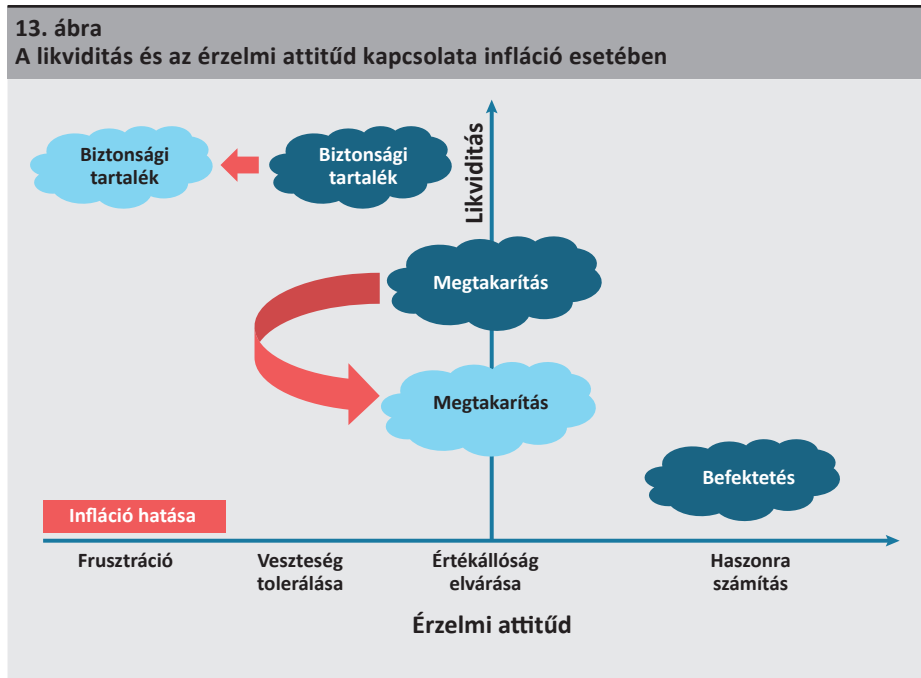 13. ábra
A likviditás és az érzelmi attitűd kapcsolata infláció esetében
Biztonsági
tartalék
Biztonsági
tartalék
Likviditás
Megtakarítás
Megtakarítás
Befektetés
Infláció hatása
Frusztráció
Veszteség
tolerálása
Értékállóság
elvárása
Haszonra
számítás
Érzelmi attitűd